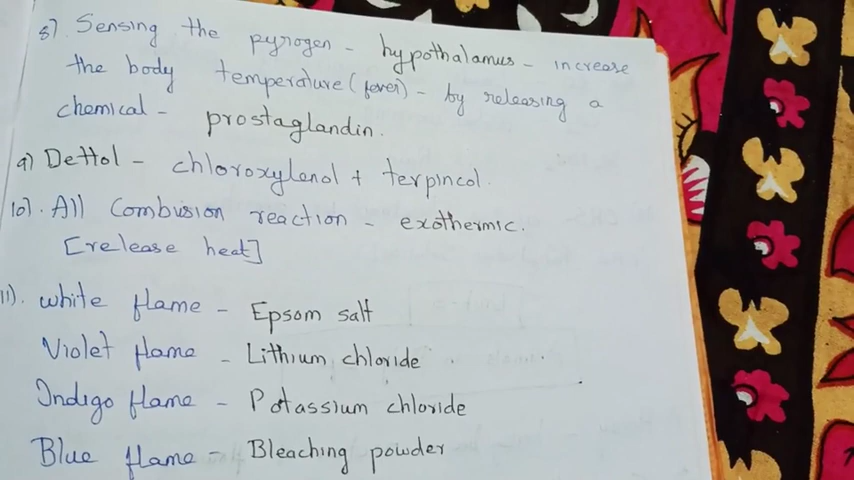 8). Sensing the pyrogen - hypothalamus - increase
the body temperature (fever) - by releasing a
chemical - prostaglandin.
9) Dettol - chloroxylenol + terpincol.
10). All Combusion reaction - exothermic.
[release heat]
11). white flame - Epsom salt
Violet flame - Lithium chloride
Indigo flame - Potassium chloride
Blue flame - Bleaching powder